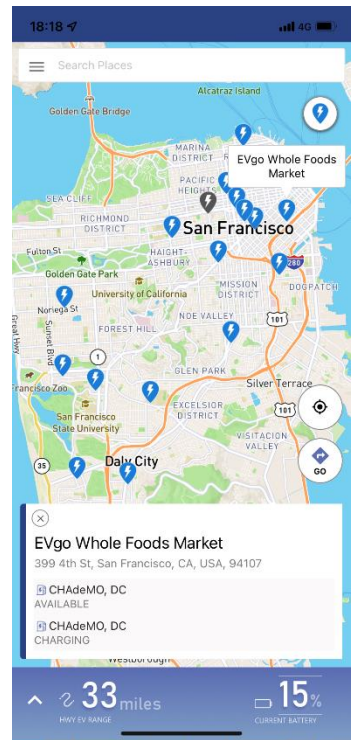 18:18
4G
Search Places
Alcatraz Island
Golden Gate Bridge
MARINA
DISTRICT
EVgo Whole Foods
Market
PACIFIC
HEIGHTS
SEA CLIFF
RICHMOND
DISTRICT
San Francisco
Fulton St
HAIGHT-
ASHBURY
280
Golden Gate Park
University of California
MISSION
DISTRICT
DOGPATCH
Noriega St
Great Hwy
Sunset Blvd
FOREST HILL
NOE VALLEY
101
1
GLEN PARK
Francisco Zoo
Silver Terrace
EXCELSIOR
DISTRICT
San Francisco
State University
101
VISITACION
VALLEY
35
Daly City
GO
EVgo Whole Foods Market
399 4th St, San Francisco, CA, USA, 94107
CHAdeMO, DC
AVAILABLE
CHAdeMO, DC
CHARGING
Westborough
33 miles
HWY EV RANGE
15%
CURRENT BATTERY